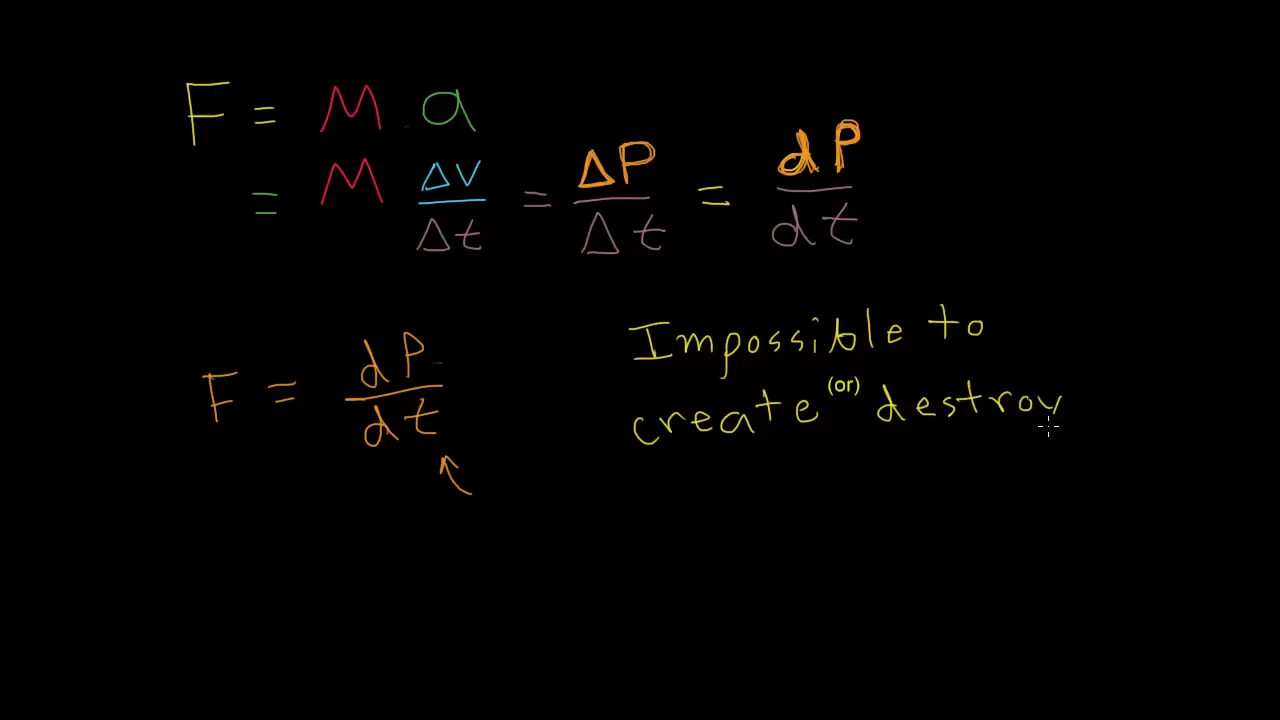 F = M . a
= M ΔV/Δt = ΔP/Δt = dP/dt
F = dP/dt
Impossible to
create (or) destroy